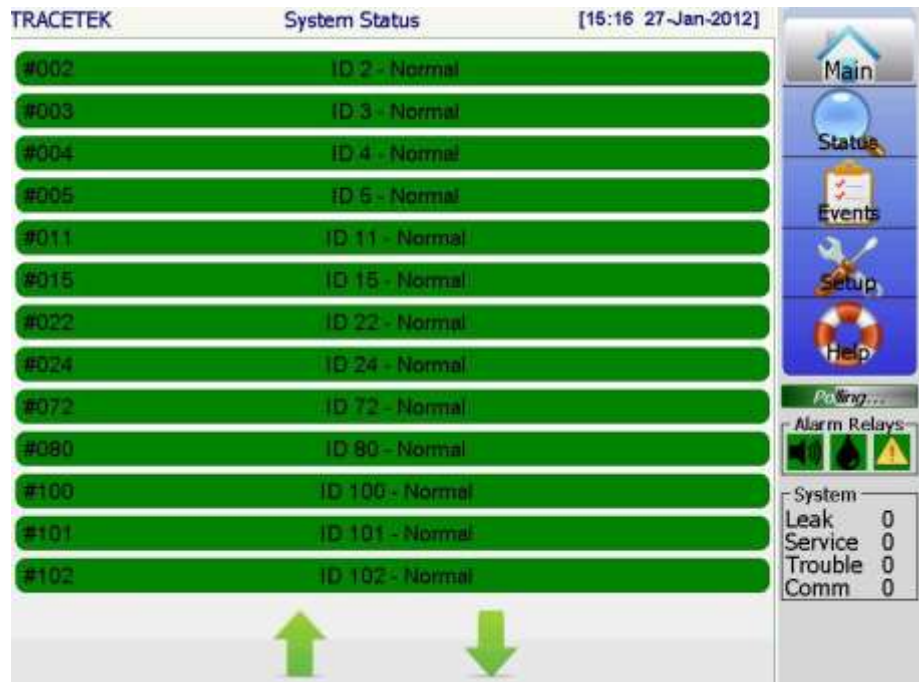 TRACETEK System Status [15:16 27-Jan-2012]
#002 ID 2 - Normal
#003 ID 3 - Normal
#004 ID 4 - Normal
#005 ID 5 - Normal
#011 ID 11 - Normal
#015 ID 15 - Normal
#022 ID 22 - Normal
#024 ID 24 - Normal
#072 ID 72 - Normal
#080 ID 80 - Normal
#100 ID 100 - Normal
#101 ID 101 - Normal
#102 ID 102 - Normal
Main
Status
Events
Setup
Help
Polling...
Alarm Relays
System
Leak 0
Service 0
Trouble 0
Comm 0